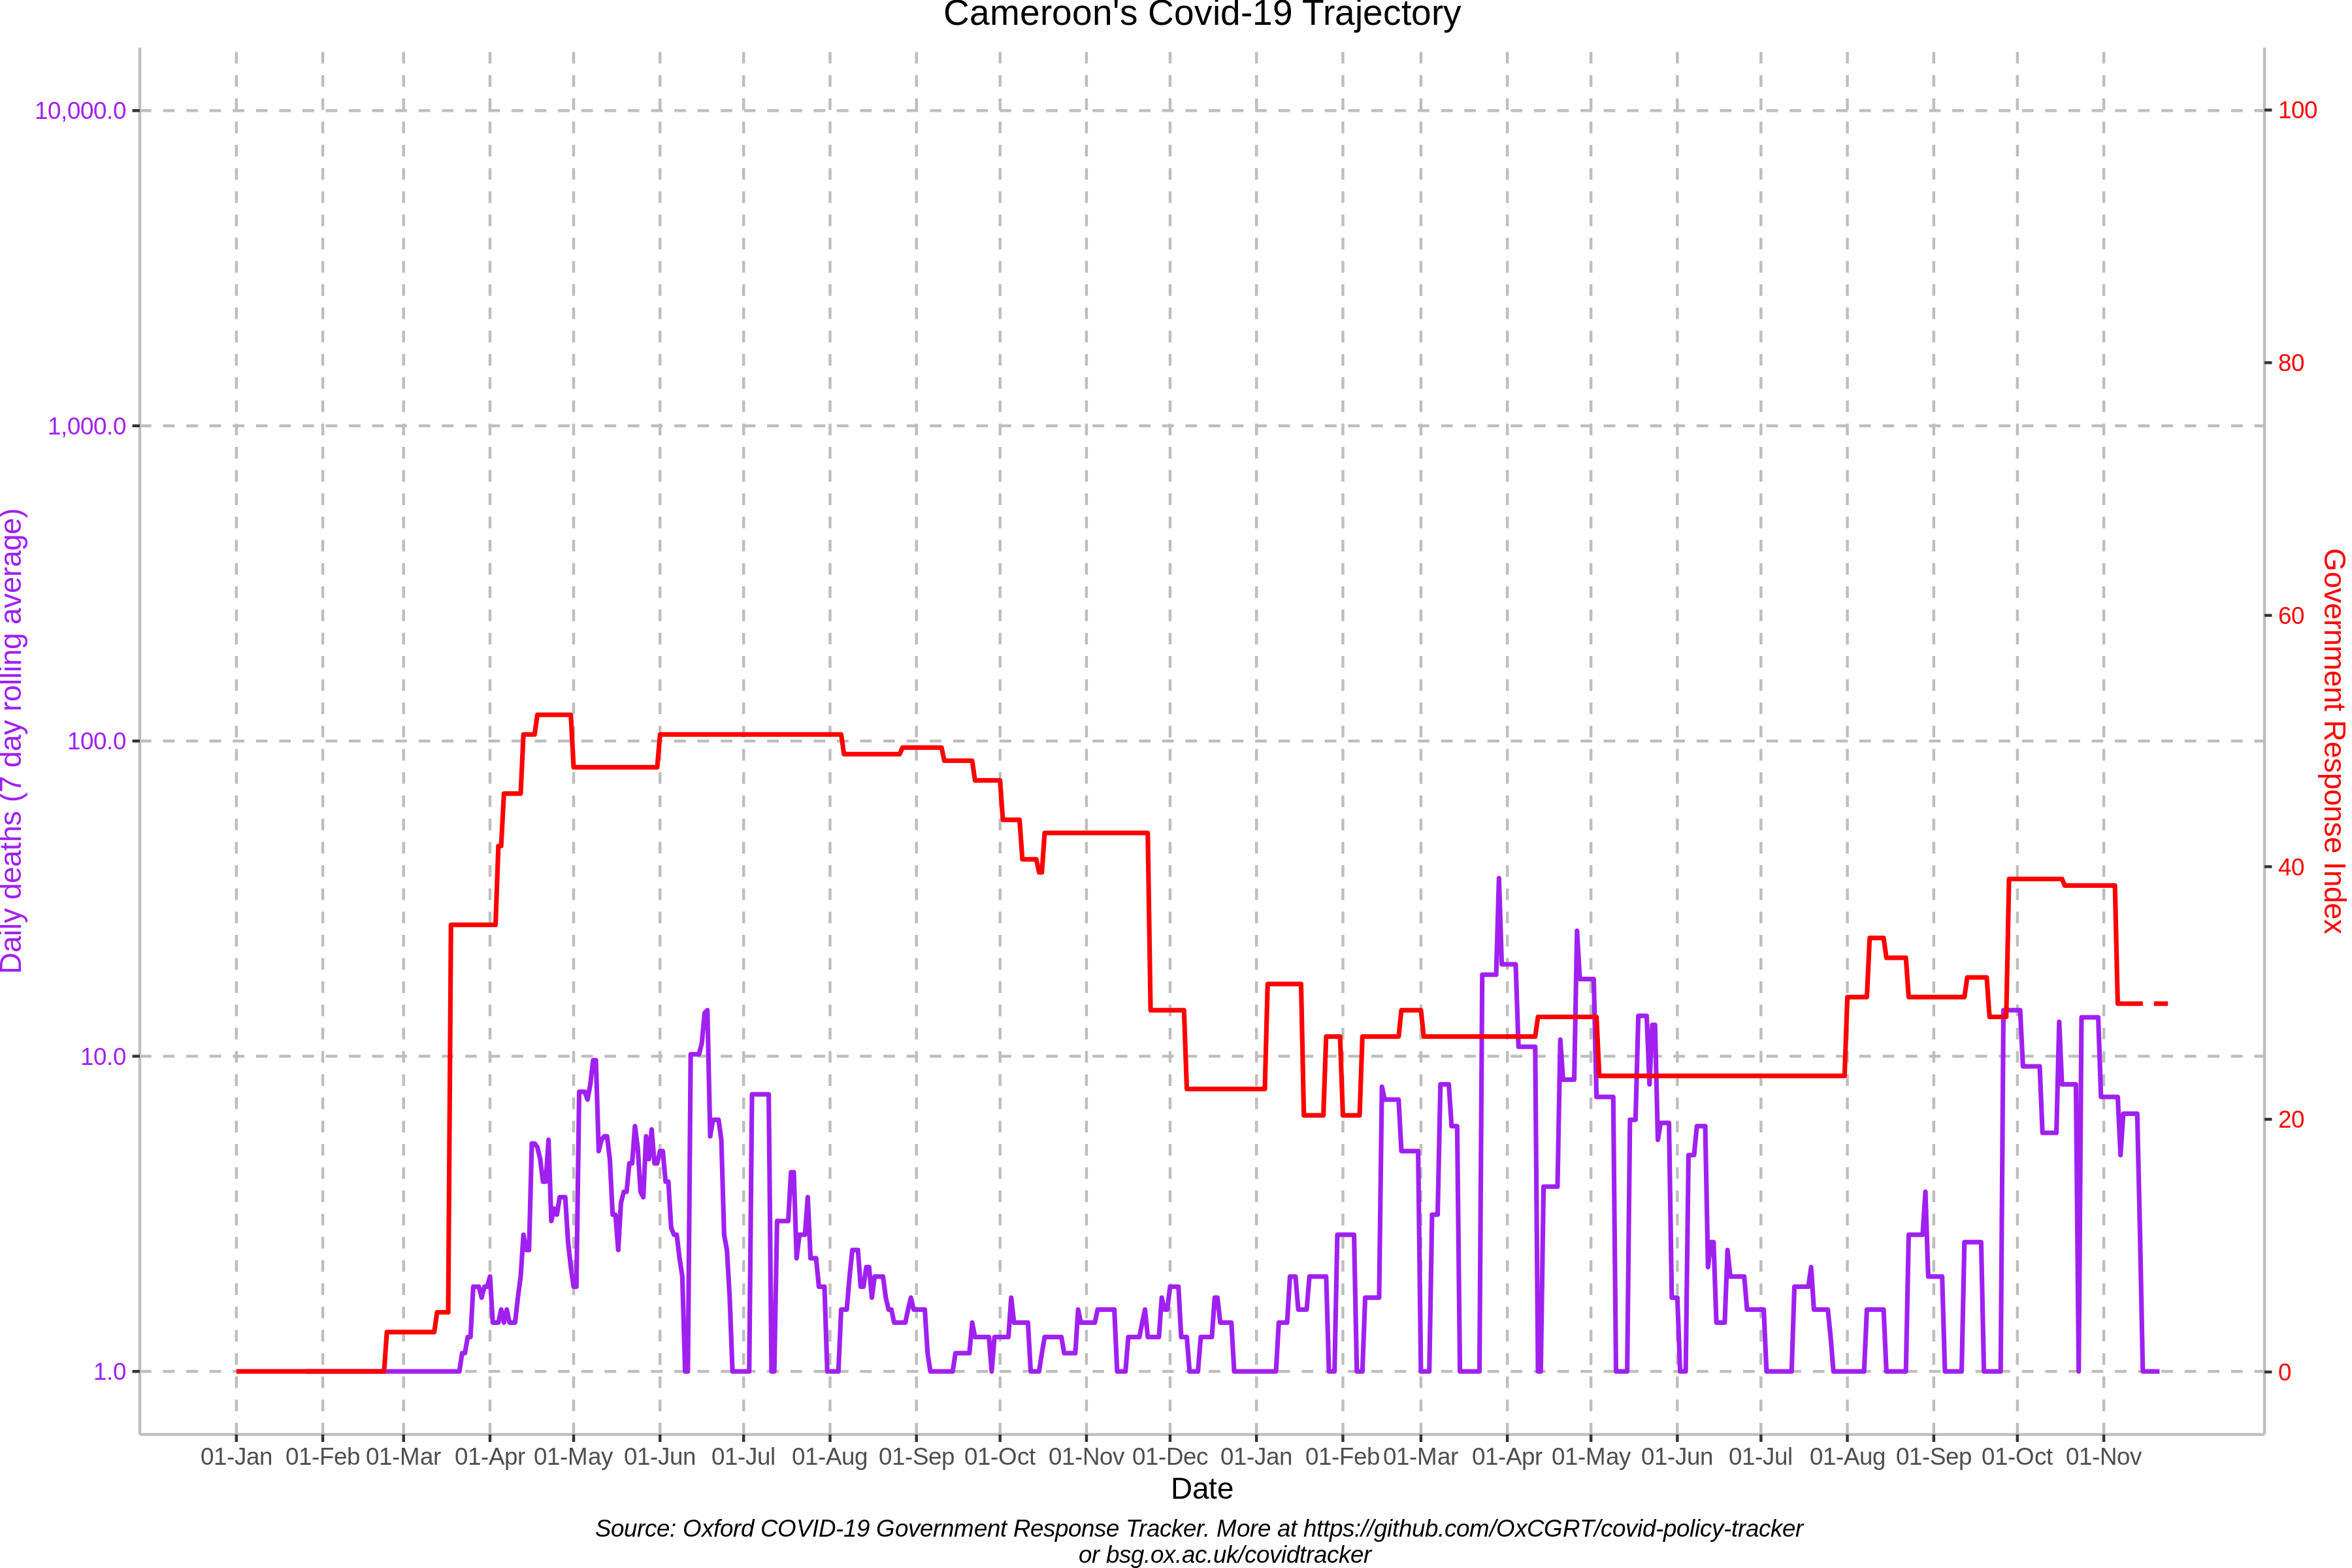 Cameroon's Covid-19 Trajectory
10,000.0
1,000.0
100.0
10.0
1.0
Daily deaths (7 day rolling average)
100
80
60
40
20
0
Government Response Index
01-Jan 01-Feb 01-Mar 01-Apr 01-May 01-Jun 01-Jul 01-Aug 01-Sep 01-Oct 01-Nov 01-Dec 01-Jan 01-Feb 01-Mar 01-Apr 01-May 01-Jun 01-Jul 01-Aug 01-Sep 01-Oct 01-Nov
Date
Source: Oxford COVID-19 Government Response Tracker. More at https://github.com/OxCGRT/covid-policy-tracker
or bsg.ox.ac.uk/covidtracker